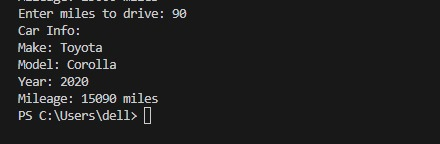 Enter miles to drive: 90
Car Info:
Make: Toyota
Model: Corolla
Year: 2020
Mileage: 15090 miles
PS C:\Users\dell>